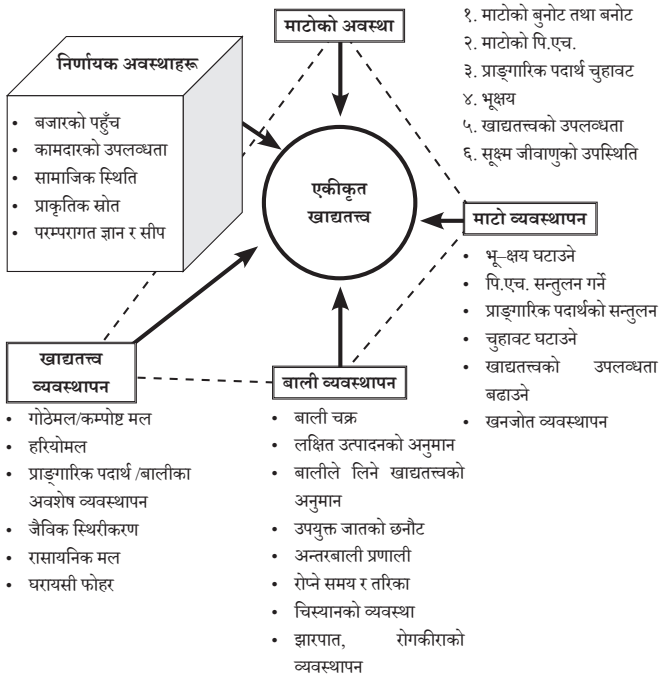 माटोको अवस्था
१. माटोको बुनोट तथा बनोट
२. माटोको पि.एच.
३. प्राङ्गारिक पदार्थ चुहावट
४. भूक्षय
५. खाद्यतत्त्वको उपलव्धता
६. सूक्ष्म जीवाणुको उपस्थिति
निर्णायक अवस्थाहरू
• बजारको पहुँच
• कामदारको उपलव्धता
• सामाजिक स्थिति
• प्राकृतिक स्रोत
• परम्परागत ज्ञान र सीप
एकीकृत
खाद्यतत्त्व
माटो व्यवस्थापन
• भू–क्षय घटाउने
• पि.एच. सन्तुलन गर्ने
• प्राङ्गारिक पदार्थको सन्तुलन
• चुहावट घटाउने
• खाद्यतत्त्वको उपलव्धता
बढाउने
• खनजोत व्यवस्थापन
खाद्यतत्त्व
व्यवस्थापन
• गोठेमल/कम्पोष्ट मल
• हरियोमल
• प्राङ्गारिक पदार्थ /बालीका
अवशेष व्यवस्थापन
• जैविक स्थिरीकरण
• रासायनिक मल
• घरायसी फोहर
बाली व्यवस्थापन
• बाली चक्र
• लक्षित उत्पादनको अनुमान
• बालीले लिने खाद्यतत्त्वको
अनुमान
• उपयुक्त जातको छनौट
• अन्तरबाली प्रणाली
• रोप्ने समय र तरिका
• चिस्यानको व्यवस्था
• झारपात, रोगकीराको
व्यवस्थापन